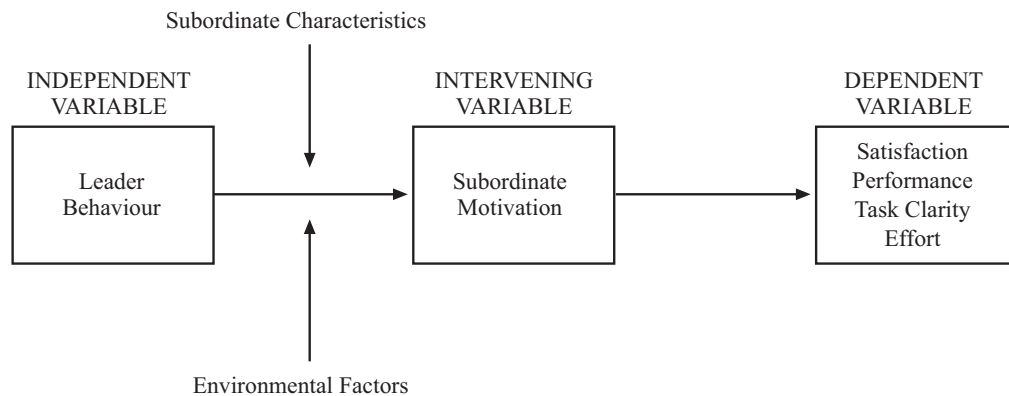 Subordinate Characteristics
INDEPENDENT
VARIABLE
Leader
Behaviour
INTERVENING
VARIABLE
Subordinate
Motivation
DEPENDENT
VARIABLE
Satisfaction
Performance
Task Clarity
Effort
Environmental Factors